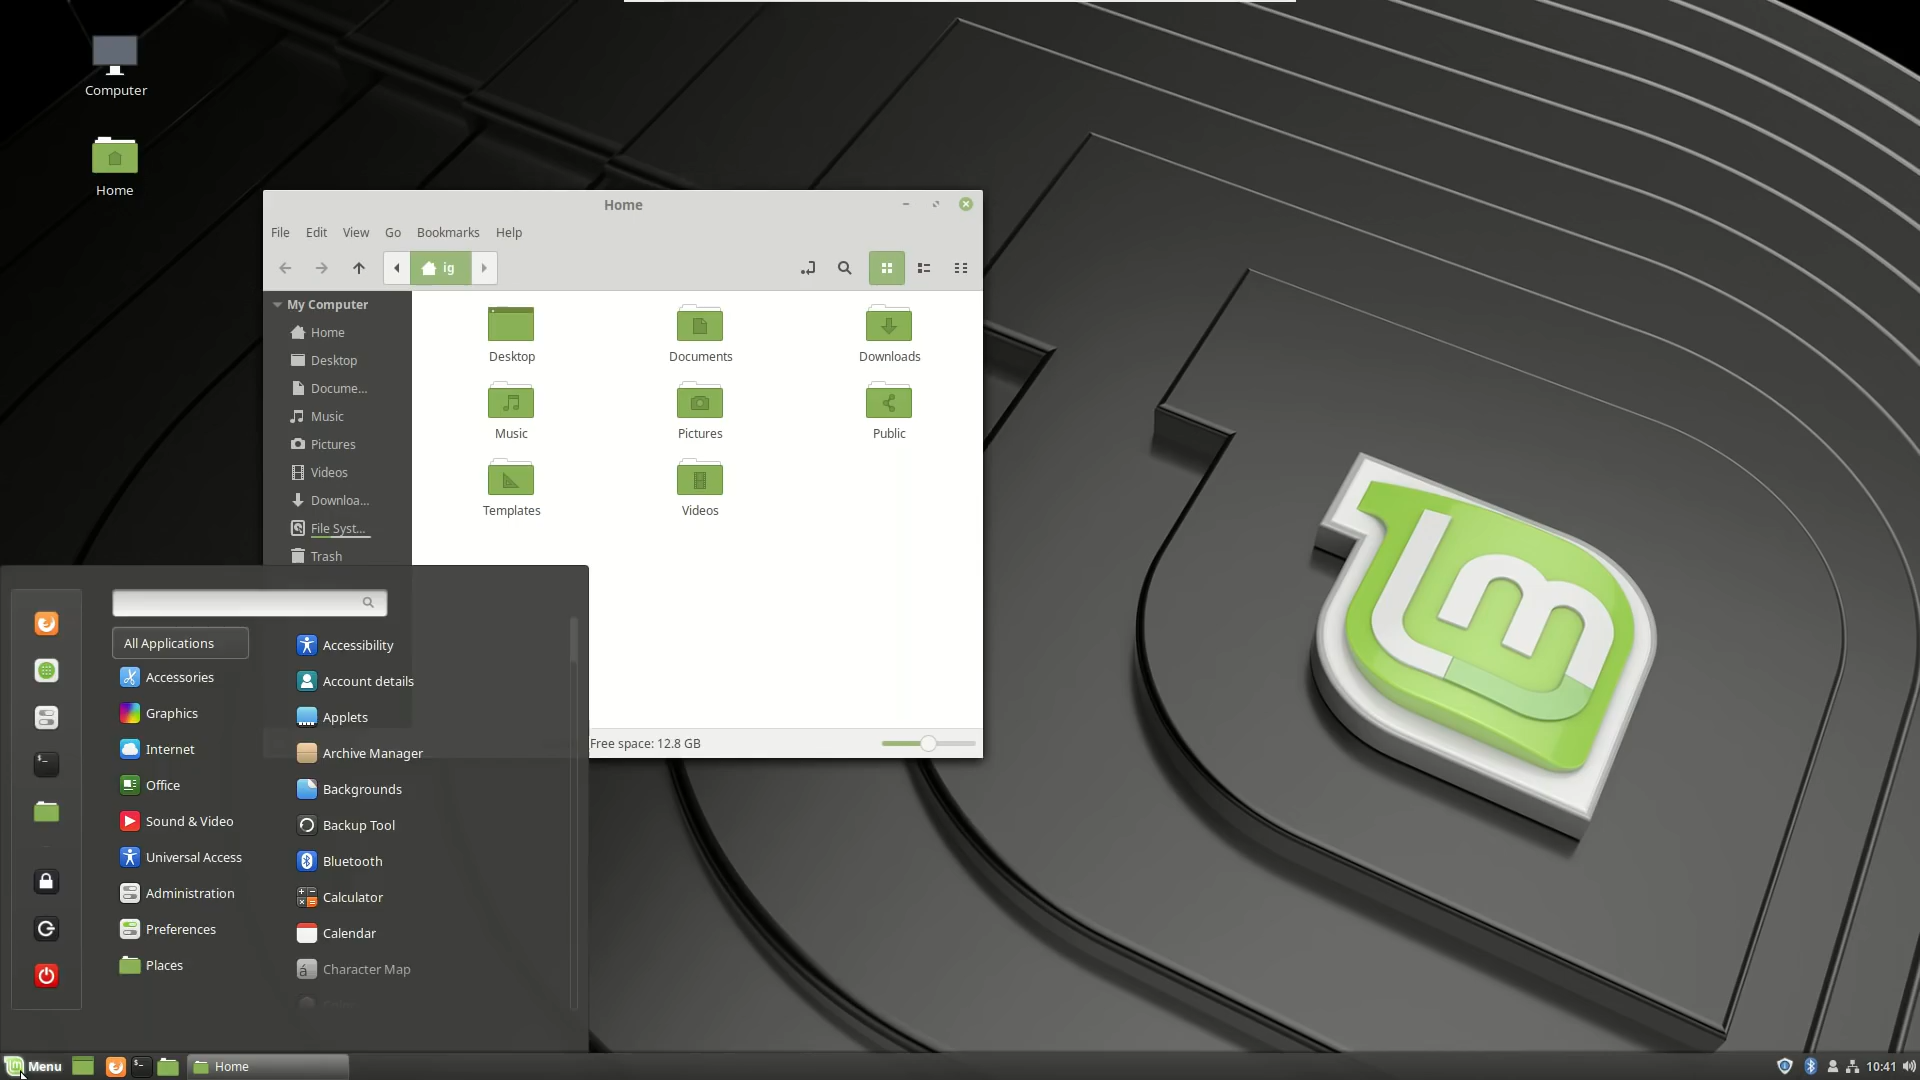 Computer
Home
Home
File Edit View Go Bookmarks Help
ig
My Computer
Home
Desktop
Docume...
Music
Pictures
Videos
Downloa...
File Syst...
Trash
Desktop
Documents
Downloads
Music
Pictures
Public
Templates
Videos
Free space: 12.8 GB
All Applications
Accessories
Graphics
Internet
Office
Sound & Video
Universal Access
Administration
Preferences
Places
Accessibility
Account details
Applets
Archive Manager
Backgrounds
Backup Tool
Bluetooth
Calculator
Calendar
Character Map
Menu
Home
10:41